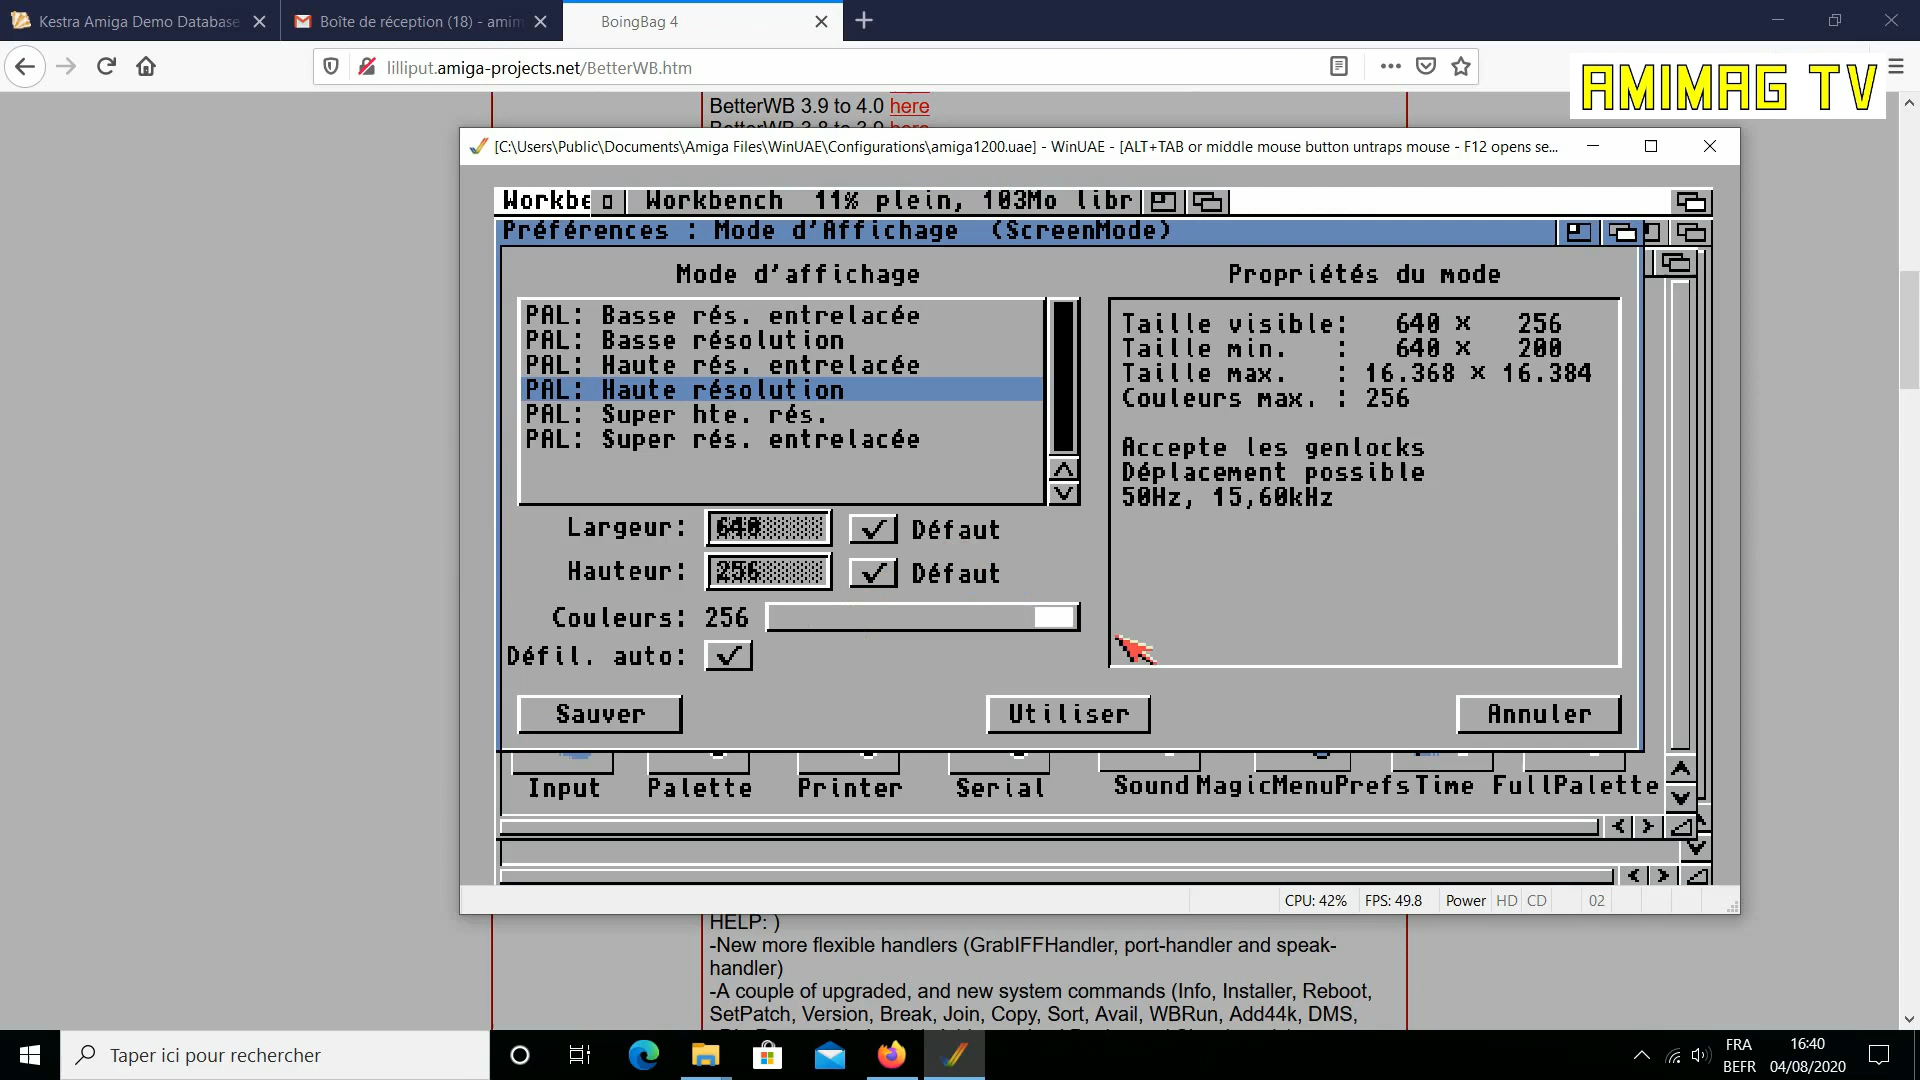 Kestra Amiga Demo Database
Boîte de réception (18) - amim
BoingBag 4
lilliput.amiga-projects.net/BetterWB.htm
AMIMAG TV
BetterWB 3.9 to 4.0 here
BetterWB 3.8 to 3.9 here
[C:\Users\Public\Documents\Amiga Files\WinUAE\Configurations\amiga1200.uae] - WinUAE - [ALT+TAB or middle mouse button untraps mouse - F12 opens se...
Workbe
Workbench 11% plein, 103Mo libr
Préférences : Mode d'Affichage (ScreenMode)
Mode d'affichage
Propriétés du mode
PAL: Basse rés. entrelacée
PAL: Basse résolution
PAL: Haute rés. entrelacée
PAL: Haute résolution
PAL: Super hte. rés.
PAL: Super rés. entrelacée
Taille visible: 640 x 256
Taille min. : 640 x 200
Taille max. : 16.368 x 16.384
Couleurs max. : 256
Accepte les genlocks
Déplacement possible
50Hz, 15,60kHz
Largeur: 640 Défaut
Hauteur: 256 Défaut
Couleurs: 256
Défil. auto:
Sauver
Utiliser
Annuler
Input Palette Printer Serial Sound MagicMenuPrefs Time FullPalette
CPU: 42% FPS: 49.8 Power HD CD 02
HELP: )
-New more flexible handlers (GrabIFFHandler, port-handler and speak-
handler)
-A couple of upgraded, and new system commands (Info, Installer, Reboot,
SetPatch, Version, Break, Join, Copy, Sort, Avail, WBRun, Add44k, DMS,
Taper ici pour rechercher
FRA
BEFR
16:40
04/08/2020